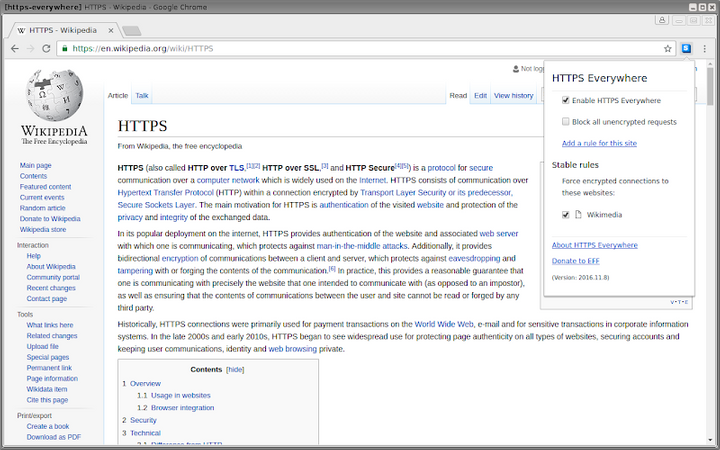 [https-everywhere] HTTPS - Wikipedia - Google Chrome
HTTPS - Wikipedia
https://en.wikipedia.org/wiki/HTTPS
WIKIPEDIA
The Free Encyclopedia
Main page
Contents
Featured content
Current events
Random article
Donate to Wikipedia
Wikipedia store
Interaction
Help
About Wikipedia
Community portal
Recent changes
Contact page
Tools
What links here
Related changes
Upload file
Special pages
Permanent link
Page information
Wikidata item
Cite this page
Print/export
Create a book
Download as PDF
Not
Article Talk Read Edit View history
HTTPS
From Wikipedia, the free encyclopedia
HTTPS (also called HTTP over TLS,[1][2] HTTP over SSL,[3] and HTTP Secure[4][5]) is a protocol for secure
communication over a computer network which is widely used on the Internet. HTTPS consists of communication over
Hypertext Transfer Protocol (HTTP) within a connection encrypted by Transport Layer Security or its predecessor,
Secure Sockets Layer. The main motivation for HTTPS is authentication of the visited website and protection of the
privacy and integrity of the exchanged data.
In its popular deployment on the internet, HTTPS provides authentication of the website and associated web server
with which one is communicating, which protects against man-in-the-middle attacks. Additionally, it provides
bidirectional encryption of communications between a client and server, which protects against eavesdropping and
tampering with or forging the contents of the communication.[6] In practice, this provides a reasonable guarantee that
one is communicating with precisely the website that one intended to communicate with (as opposed to an impostor),
as well as ensuring that the contents of communications between the user and site cannot be read or forged by any
third party.
Historically, HTTPS connections were primarily used for payment transactions on the World Wide Web, e-mail and for sensitive transactions in corporate information
systems. In the late 2000s and early 2010s, HTTPS began to see widespread use for protecting page authenticity on all types of websites, securing accounts and
keeping user communications, identity and web browsing private.
Contents [hide]
1 Overview
1.1 Usage in websites
1.2 Browser integration
2 Security
3 Technical
3.1 Difference from HTTP
HTTPS Everywhere
Enable HTTPS Everywhere
Block all unencrypted requests
Add a rule for this site
Stable rules
Force encrypted connections to
these websites:
Wikimedia
About HTTPS Everywhere
Donate to EFF
(Version: 2016.11.8)
v·T·E